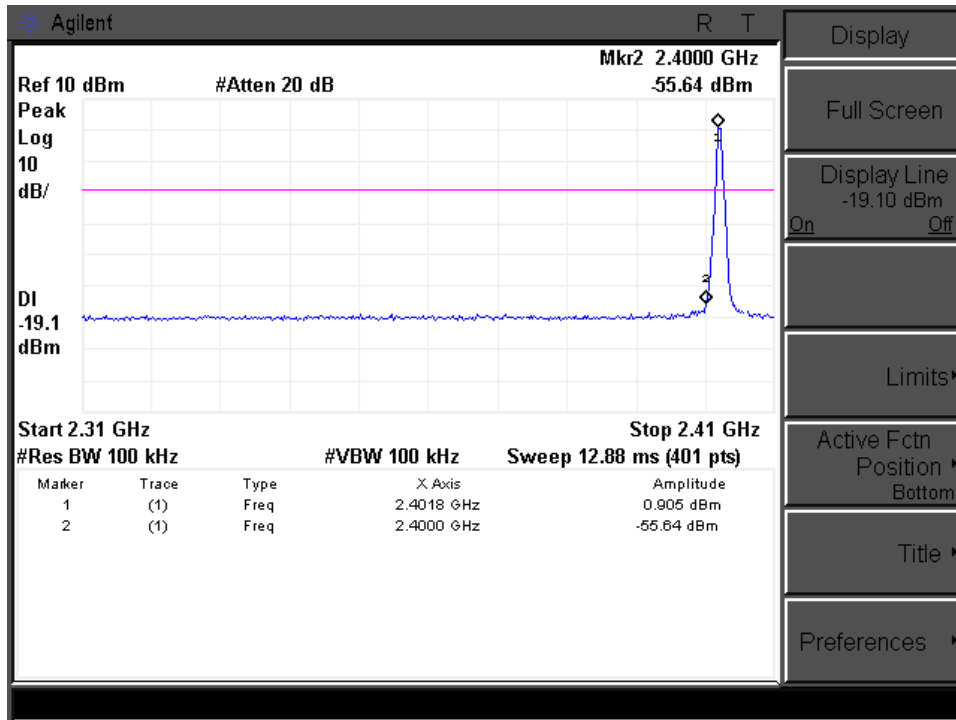 Agilent R T
Mkr2 2.4000 GHz
Ref 10 dBm #Atten 20 dB -55.64 dBm
Peak
Log
10
dB/
1
2
DI
-19.1
dBm
Start 2.31 GHz Stop 2.41 GHz
#Res BW 100 kHz #VBW 100 kHz Sweep 12.88 ms (401 pts)
Marker Trace Type X Axis Amplitude
1 (1) Freq 2.4018 GHz 0.905 dBm
2 (1) Freq 2.4000 GHz -55.64 dBm
Display
Full Screen
Display Line
-19.10 dBm
On Off
Limits
Active Fctn
Position
Bottom
Title
Preferences